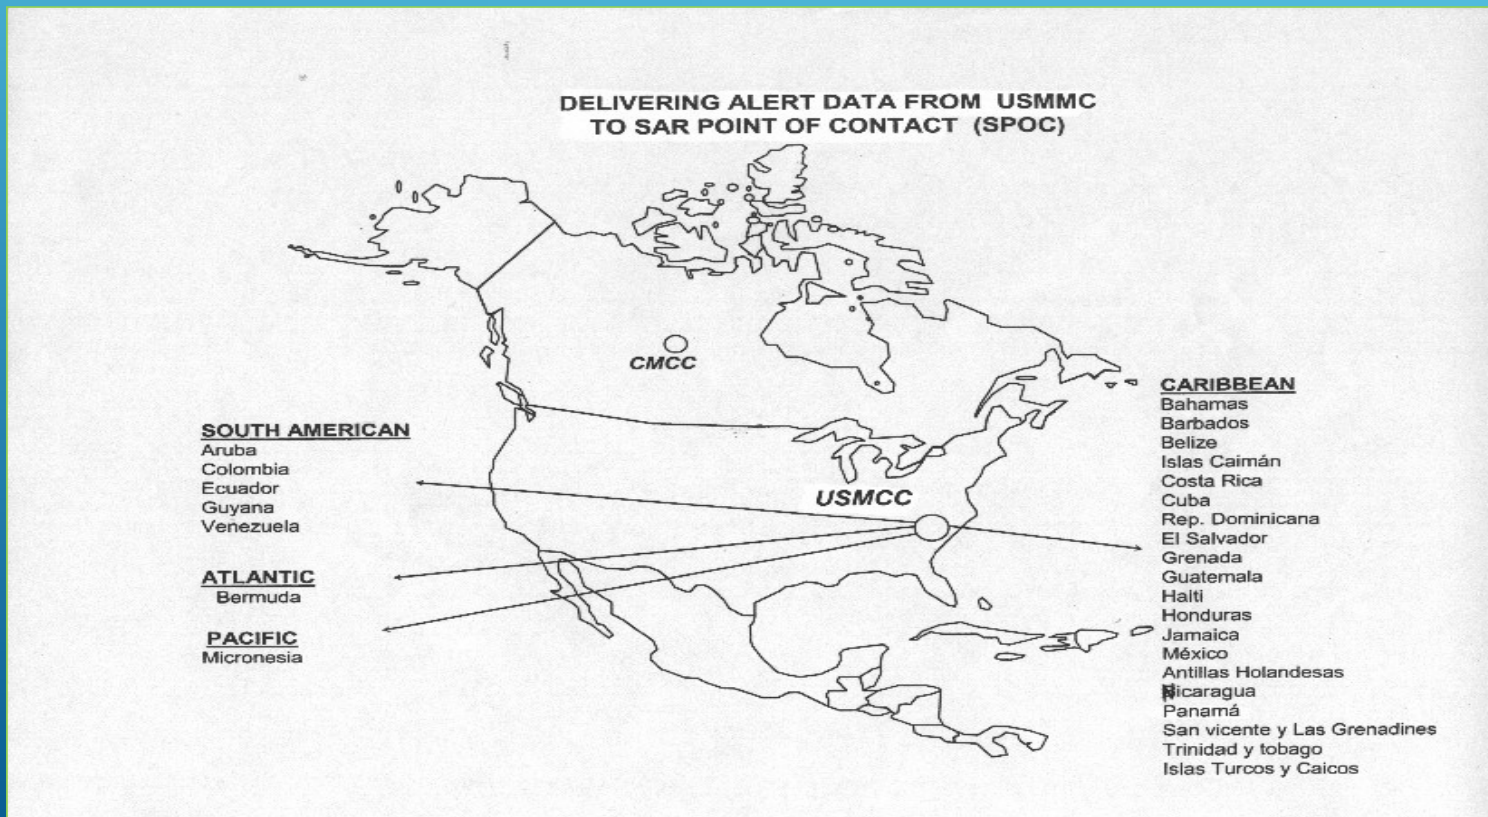 DELIVERING ALERT DATA FROM USMMC
TO SAR POINT OF CONTACT (SPOC)
CMCC
USMCC
SOUTH AMERICAN
Aruba
Colombia
Ecuador
Guyana
Venezuela
ATLANTIC
Bermuda
PACIFIC
Micronesia
CARIBBEAN
Bahamas
Barbados
Belize
Islas Caimán
Costa Rica
Cuba
Rep. Dominicana
El Salvador
Grenada
Guatemala
Haiti
Honduras
Jamaica
México
Antillas Holandesas
Nicaragua
Panamá
San vicente y Las Grenadines
Trinidad y tobago
Islas Turcos y Caicos